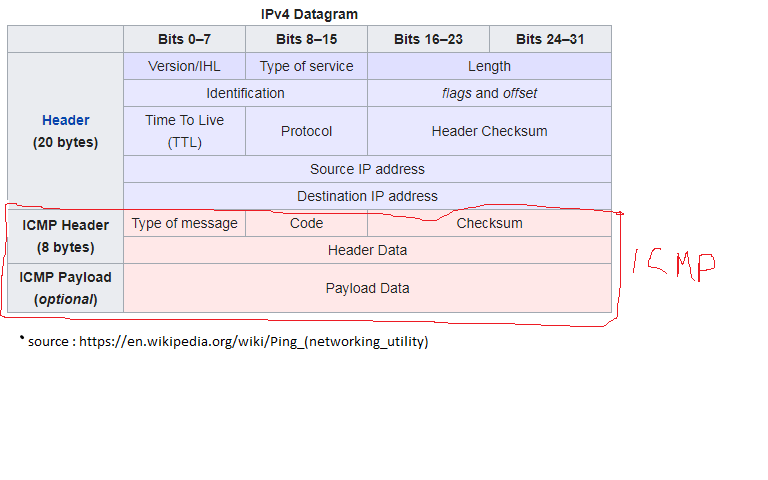 IPv4 Datagram
Bits 0–7 Bits 8–15 Bits 16–23 Bits 24–31
Header
(20 bytes)
Version/IHL Type of service Length
Identification flags and offset
Time To Live
(TTL)
Protocol Header Checksum
Source IP address
Destination IP address
ICMP Header
(8 bytes)
Type of message Code Checksum
Header Data
ICMP Payload
(optional)
Payload Data
ICMP
* source : https://en.wikipedia.org/wiki/Ping_(networking_utility)